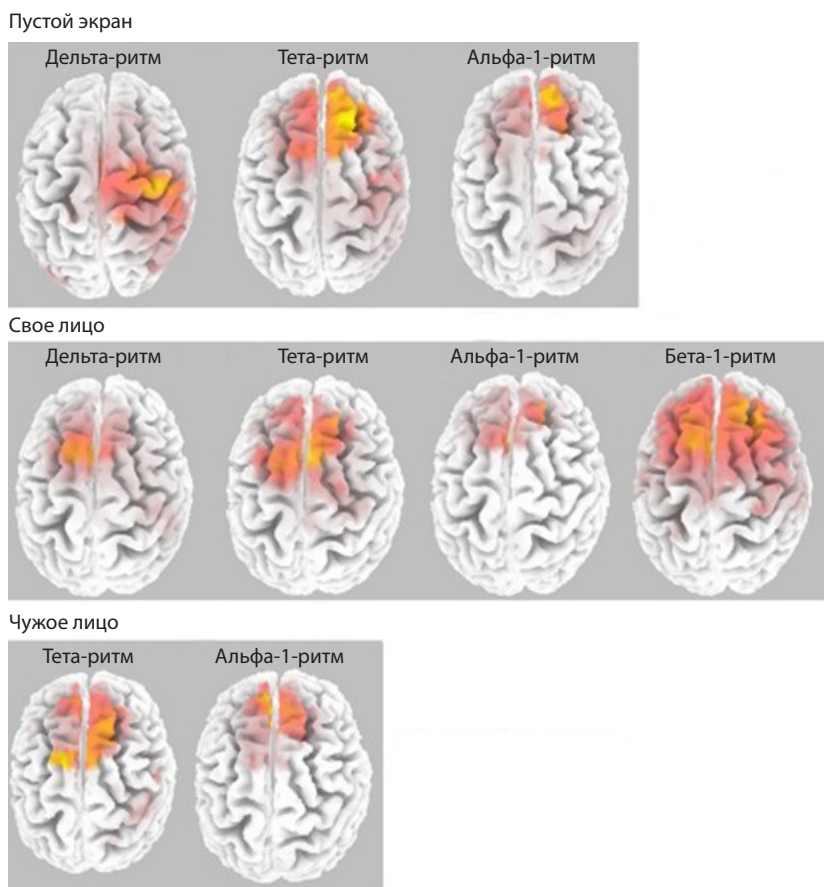 Пустой экран
Дельта-ритм Тета-ритм Альфа-1-ритм
Свое лицо
Дельта-ритм Тета-ритм Альфа-1-ритм Бета-1-ритм
Чужое лицо
Тета-ритм Альфа-1-ритм